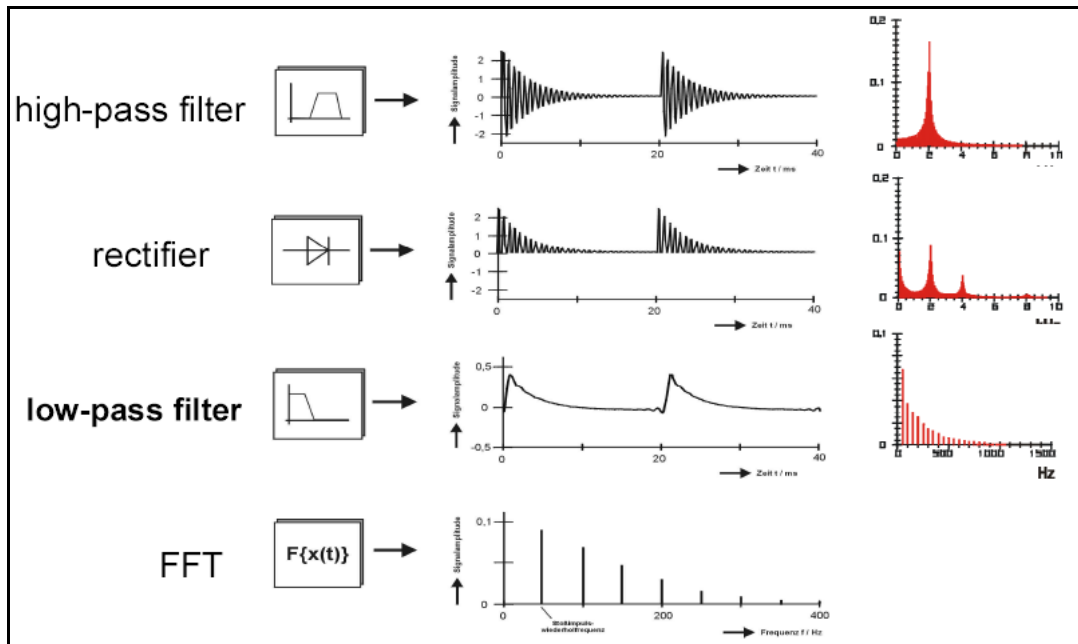 high-pass filter
Signalamplitude
2
1
0
-1
-2
0
20
40
Zeit t / ms
0,2
0,1
0
0 2 4 6 8 10
rectifier
Signalamplitude
2
1
0
-1
-2
0
20
40
Zeit t / ms
0,2
0,1
0
0 2 4 6 8 10
kHz
low-pass filter
Signalamplitude
0,5
0
-0,5
0
20
40
Zeit t / ms
0,1
0
0 500 1000 1500
Hz
FFT
F{x(t)}
Signalamplitude
0,1
0
0
200
400
Stoßimpuls-
wiederholfrequenz
Frequenz f / Hz